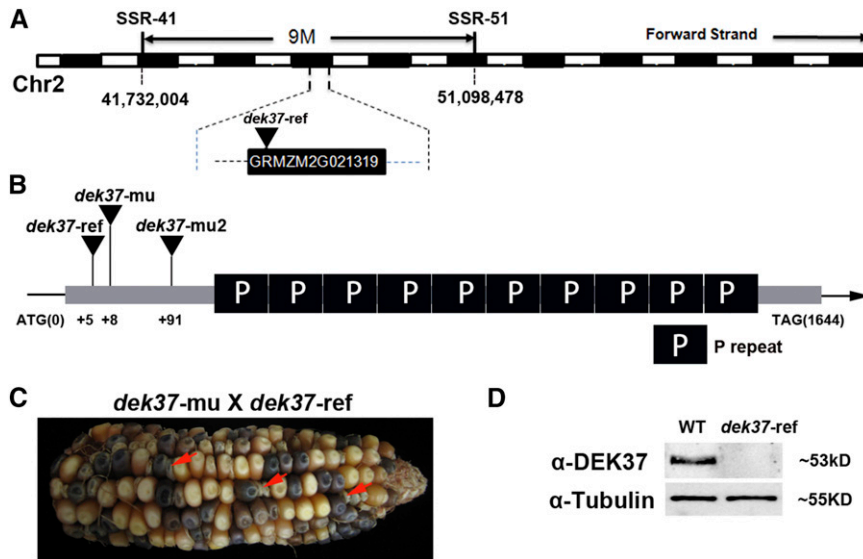 A
SSR-41
9M
SSR-51
Forward Strand
Chr2
41,732,004
51,098,478
dek37-ref
GRMZM2G021319
B
dek37-mu
dek37-ref
dek37-mu2
P P P P P P P P P P
ATG(0) +5 +8 +91 TAG(1644)
P P repeat
C
dek37-mu X dek37-ref
D
WT dek37-ref
α-DEK37 ~53kD
α-Tubulin ~55KD